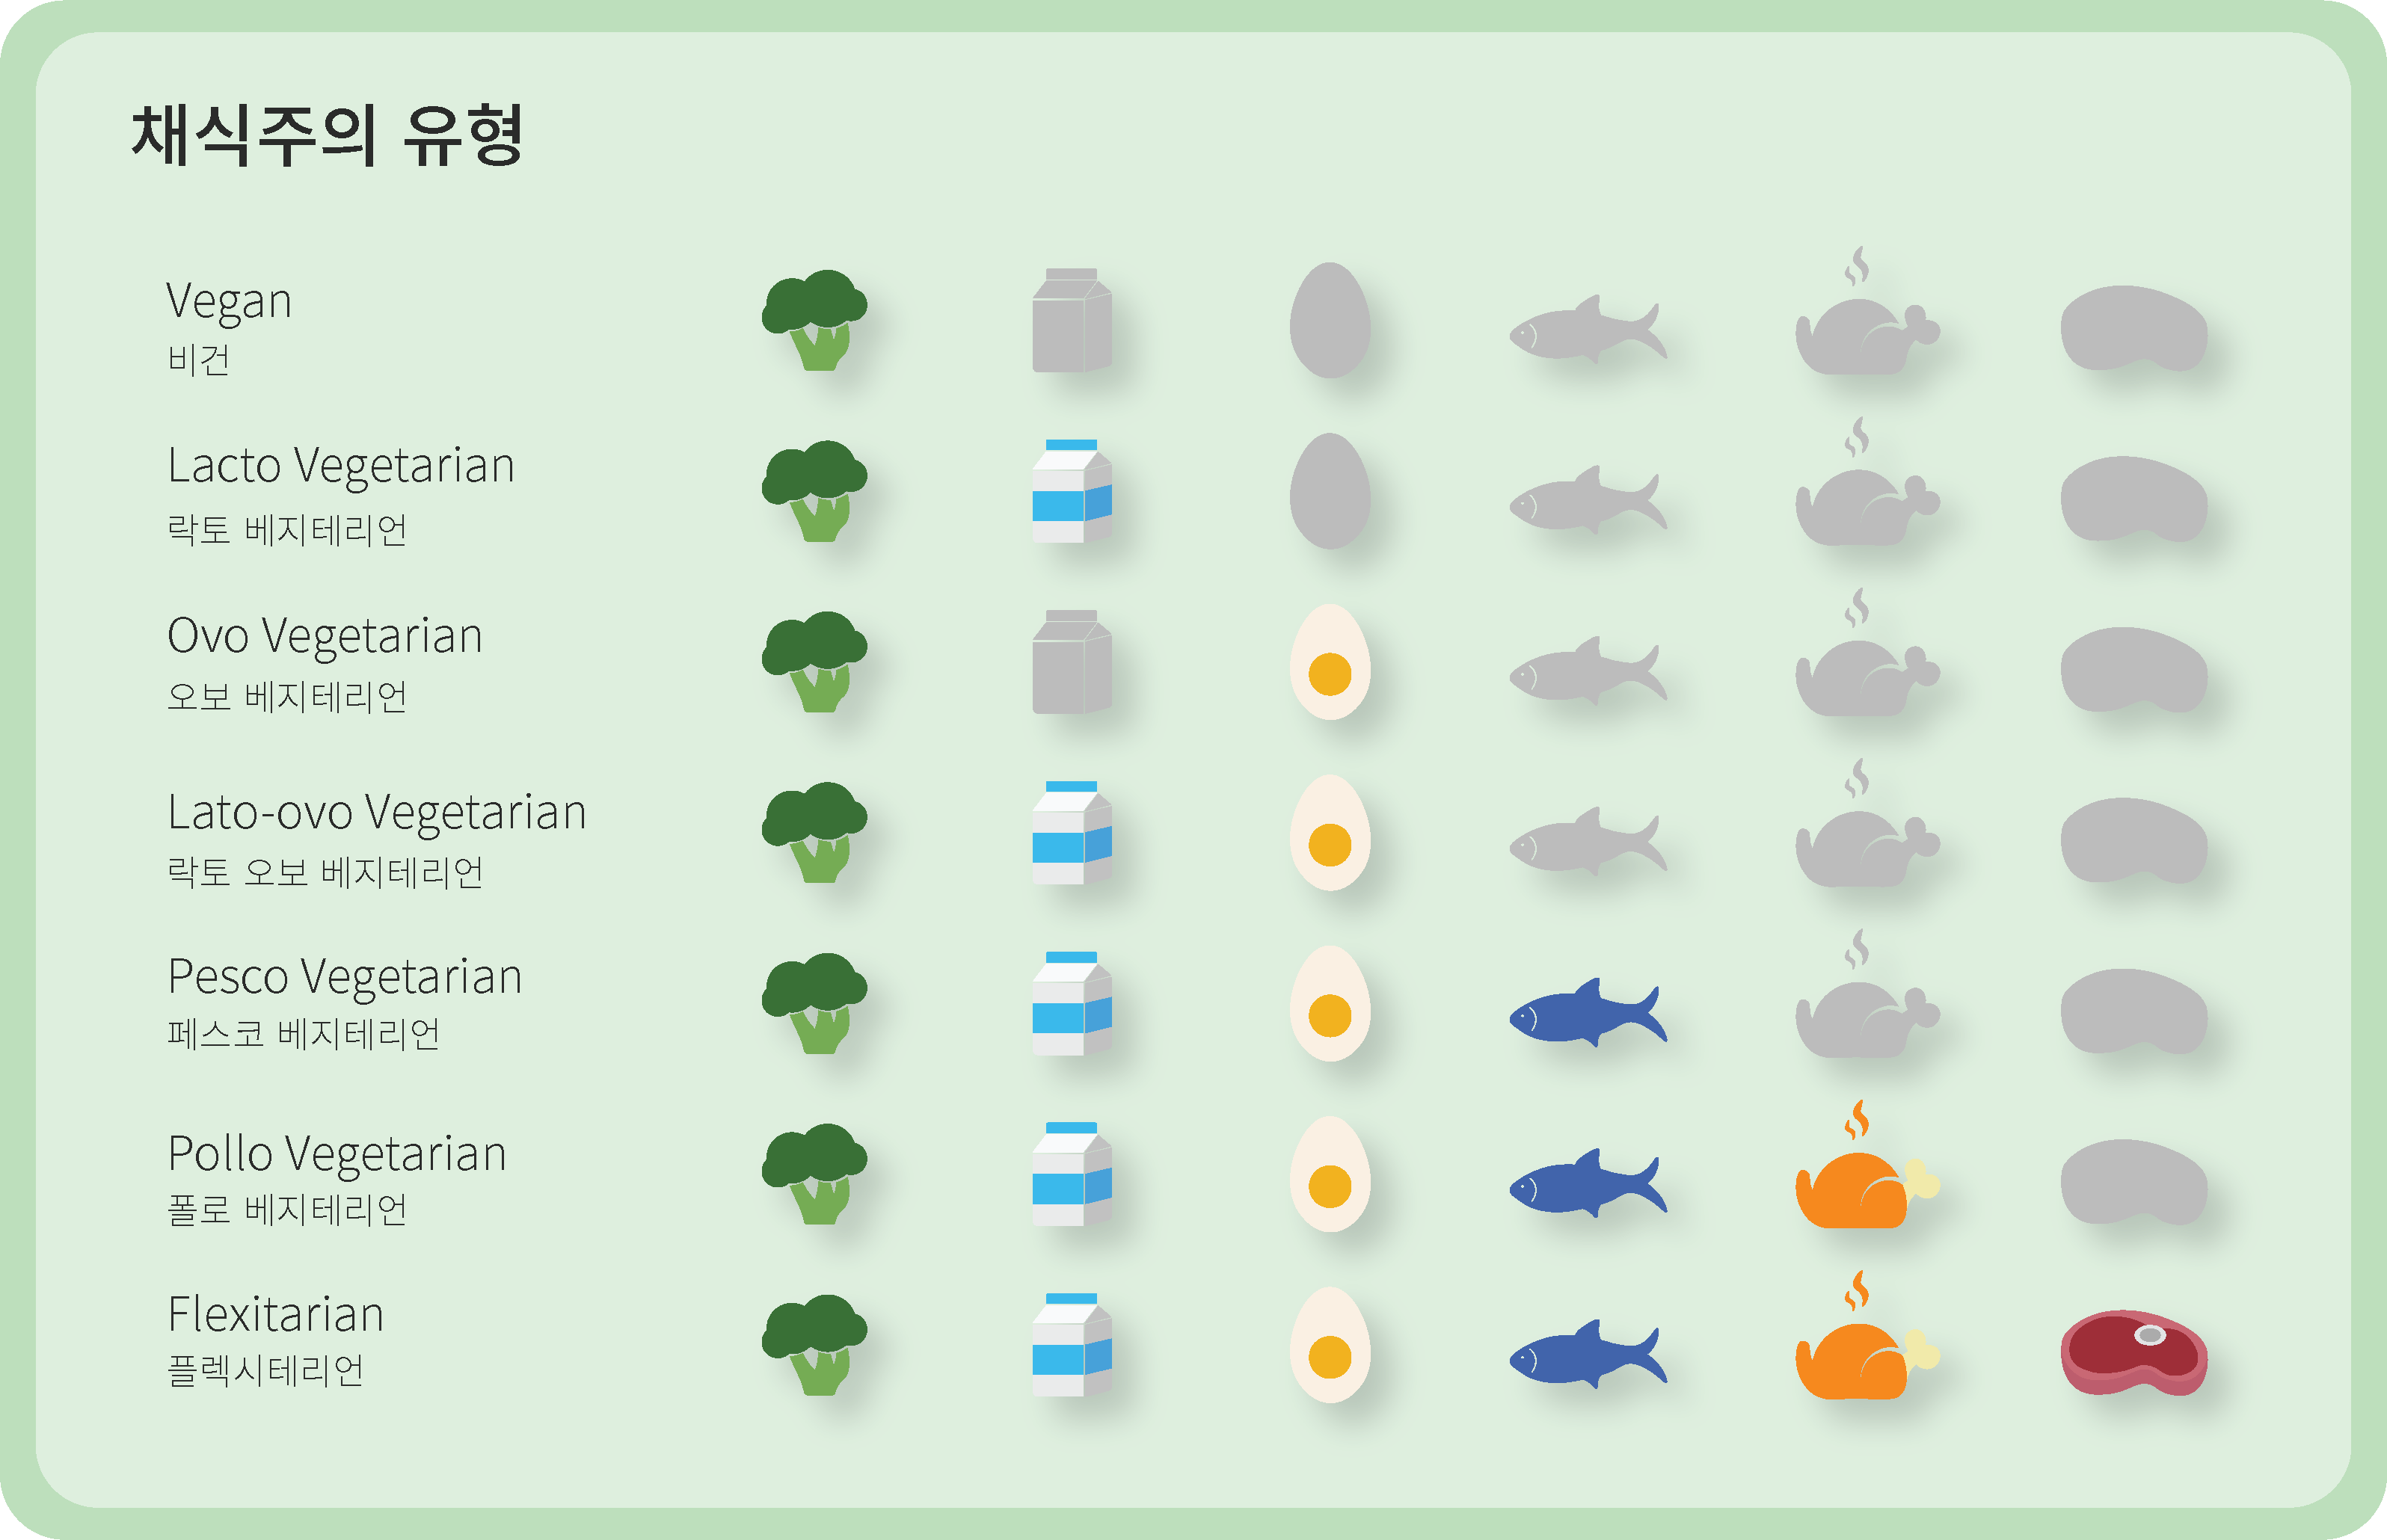 채식주의 유형
Vegan
비건
Lacto Vegetarian
락토 베지테리언
Ovo Vegetarian
오보 베지테리언
Lato-ovo Vegetarian
락토 오보 베지테리언
Pesco Vegetarian
페스코 베지테리언
Pollo Vegetarian
폴로 베지테리언
Flexitarian
플렉시테리언